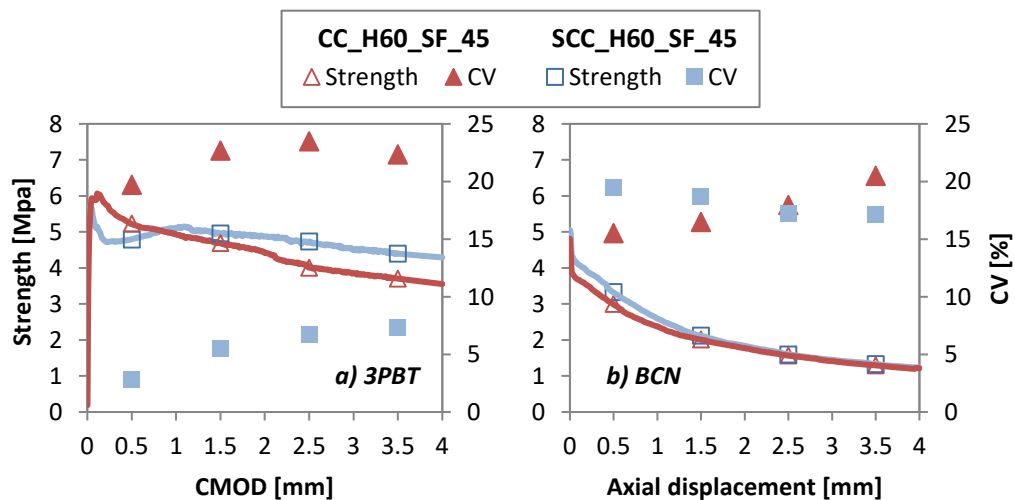 CC_H60_SF_45 SCC_H60_SF_45
Strength CV Strength CV
8 25 8 25
7
20
6
5 15
4
3 10
2 5
1
0 0
a) 3PBT
0 0.5 1 1.5 2 2.5 3 3.5 4
CMOD [mm]
Strength [Mpa]
8
7
6
5
4
3
2
1
0
20
15
10
5
0
b) BCN
0 0.5 1 1.5 2 2.5 3 3.5 4
Axial displacement [mm]
CV [%]